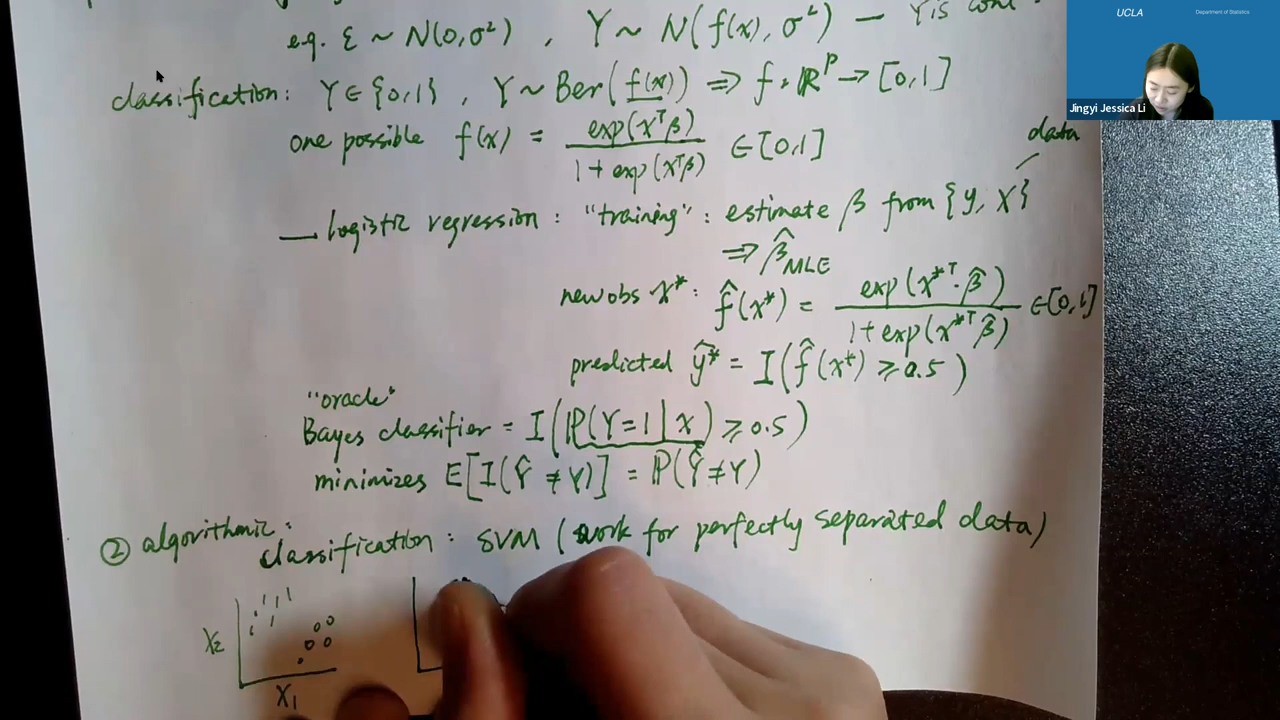 e.g. ε ~ N(0,σ²) , Y ~ N(f(x), σ²) — Y is cont.
classification: Y∈{0,1} , Y~Ber(f(x)) ⇒ f: ℝᵖ → [0,1]
one possible f(x) = exp(xᵀβ) / 1 + exp(xᵀβ) ∈[0,1]
data
— logistic regression : "training" : estimate β from {y, X}
⇒ β̂MLE
new obs x* : f̂(x*) = exp(x*ᵀ·β̂) / 1 + exp(x*ᵀβ̂) ∈[0,1]
predicted ŷ* = I(f̂(x*) ≥ 0.5)
"oracle"
Bayes classifier = I(ℙ(Y=1|X) ≥ 0.5)
minimizes E[I(Ŷ ≠ Y)] = ℙ(Ŷ ≠ Y)
② algorithmic :
classification : SVM (work for perfectly separated data)
X₂
X₁
UCLA
Department of Statistics
Jingyi Jessica Li